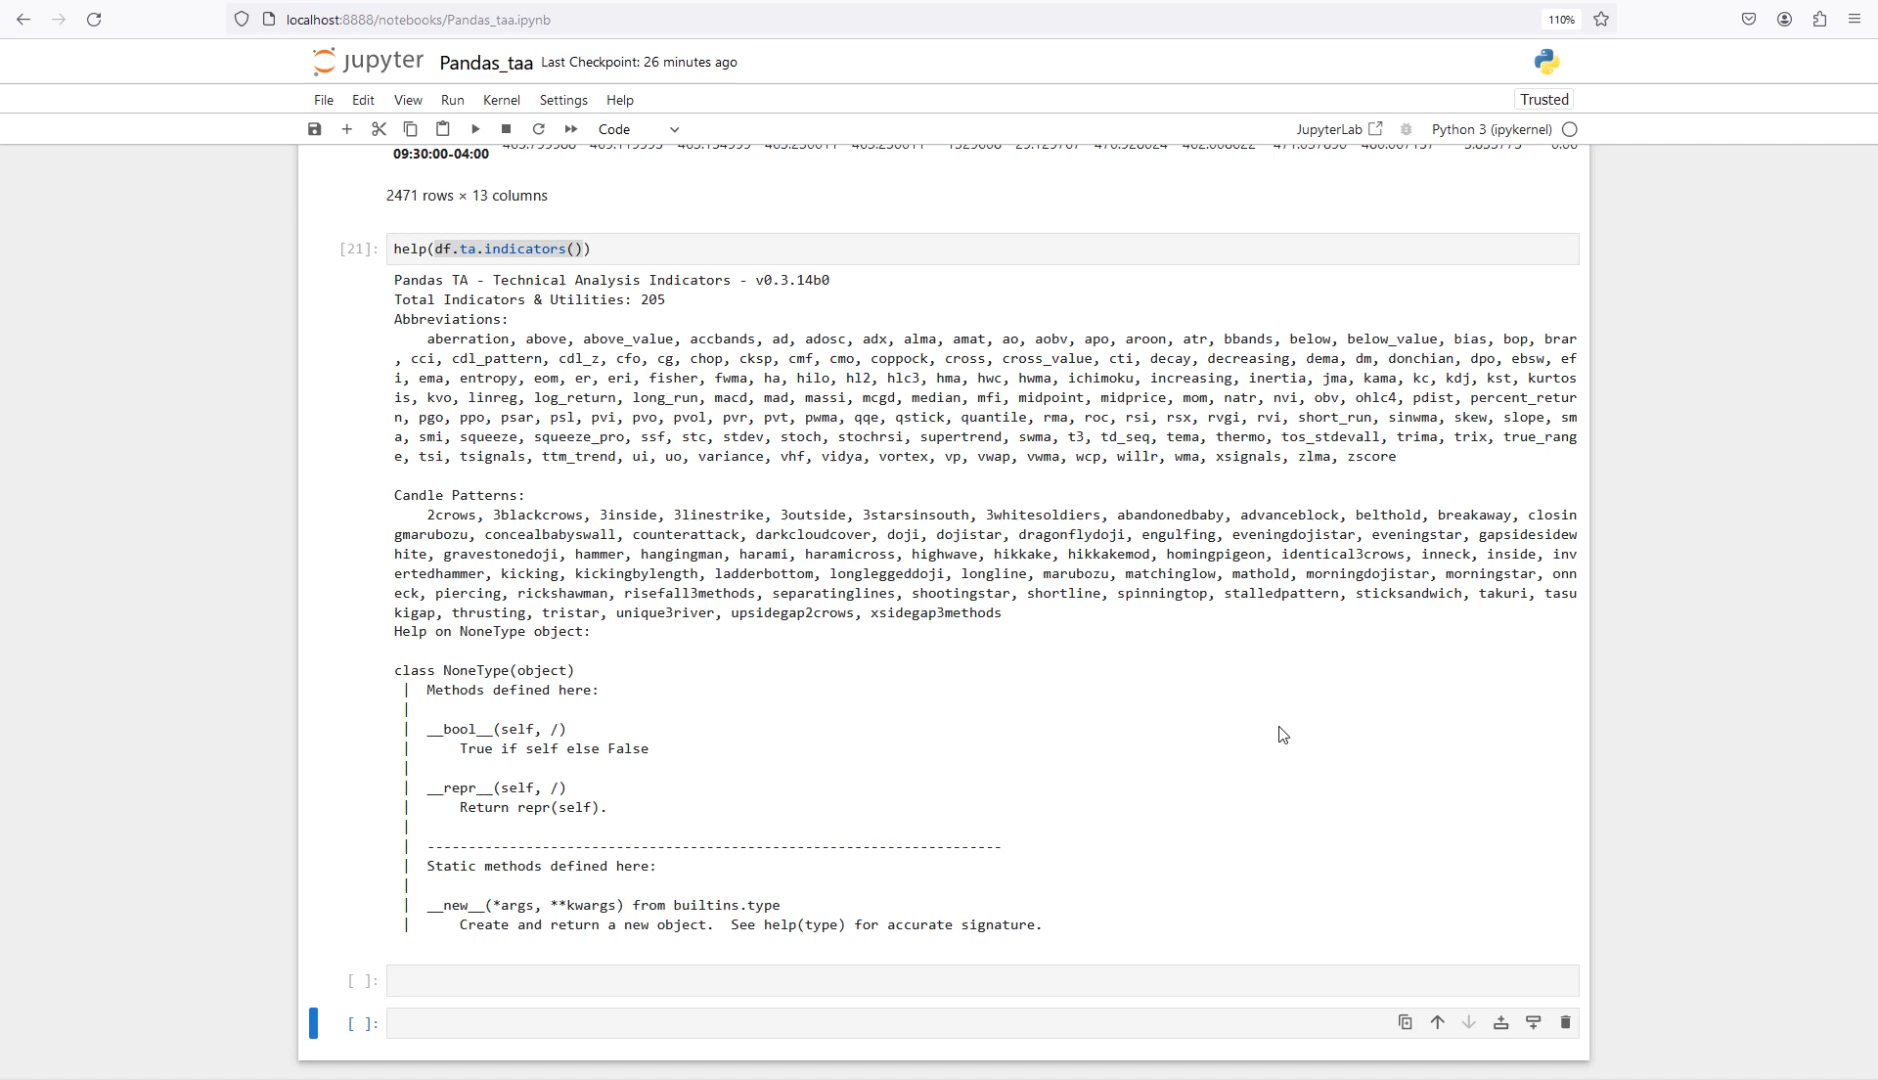 localhost:8888/notebooks/Pandas_taa.ipynb
110%
jupyter Pandas_taa Last Checkpoint: 26 minutes ago
File Edit View Run Kernel Settings Help
Trusted
Code
JupyterLab
Python 3 (ipykernel)
09:30:00-04:00
2471 rows × 13 columns
[21]: help(df.ta.indicators())
Pandas TA - Technical Analysis Indicators - v0.3.14b0
Total Indicators & Utilities: 205
Abbreviations:
aberration, above, above_value, accbands, ad, adosc, adx, alma, amat, ao, aobv, apo, aroon, atr, bbands, below, below_value, bias, bop, brar
, cci, cdl_pattern, cdl_z, cfo, cg, chop, cksp, cmf, cmo, coppock, cross, cross_value, cti, decay, decreasing, dema, dm, donchian, dpo, ebsw, ef
i, ema, entropy, eom, er, eri, fisher, fwma, ha, hilo, hl2, hlc3, hma, hwc, hwma, ichimoku, increasing, inertia, jma, kama, kc, kdj, kst, kurtos
is, kvo, linreg, log_return, long_run, macd, mad, massi, mcgd, median, mfi, midpoint, midprice, mom, natr, nvi, obv, ohlc4, pdist, percent_retur
n, pgo, ppo, psar, psl, pvi, pvo, pvol, pvr, pvt, pwma, qqe, qstick, quantile, rma, roc, rsi, rsx, rvgi, rvi, short_run, sinwma, skew, slope, sm
a, smi, squeeze, squeeze_pro, ssf, stc, stdev, stoch, stochrsi, supertrend, swma, t3, td_seq, tema, thermo, tos_stdevall, trima, trix, true_rang
e, tsi, tsignals, ttm_trend, ui, uo, variance, vhf, vidya, vortex, vp, vwap, vwma, wcp, willr, wma, xsignals, zlma, zscore
Candle Patterns:
2crows, 3blackcrows, 3inside, 3linestrike, 3outside, 3starsinsouth, 3whitesoldiers, abandonedbaby, advanceblock, belthold, breakaway, closin
gmarubozu, concealbabyswall, counterattack, darkcloudcover, doji, dojistar, dragonflydoji, engulfing, eveningdojistar, eveningstar, gapsidesidew
hite, gravestonedoji, hammer, hangingman, harami, haramicross, highwave, hikkake, hikkakemod, homingpigeon, identical3crows, inneck, inside, inv
ertedhammer, kicking, kickingbylength, ladderbottom, longleggeddoji, longline, marubozu, matchinglow, mathold, morningdojistar, morningstar, onn
eck, piercing, rickshawman, risefall3methods, separatinglines, shootingstar, shortline, spinningtop, stalledpattern, sticksandwich, takuri, tasu
kigap, thrusting, tristar, unique3river, upsidegap2crows, xsidegap3methods
Help on NoneType object:
class NoneType(object)
| Methods defined here:
|
| __bool__(self, /)
| True if self else False
|
| __repr__(self, /)
| Return repr(self).
|
| ----------------------------------------------------------------------
| Static methods defined here:
|
| __new__(*args, **kwargs) from builtins.type
| Create and return a new object. See help(type) for accurate signature.
[ ]:
[ ]: